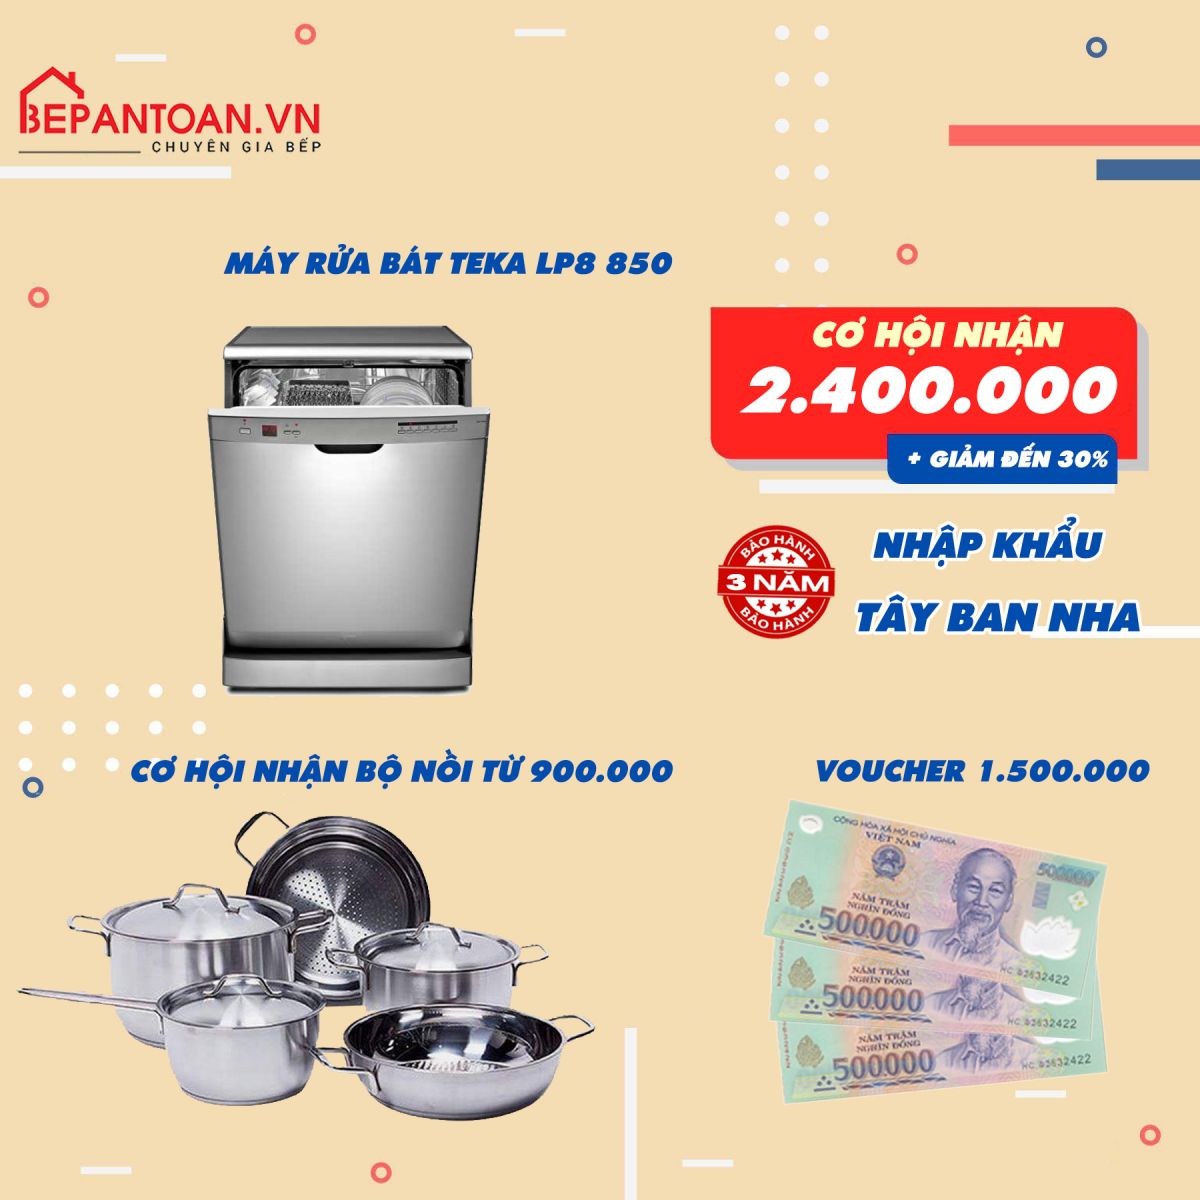 BEPANTOAN.VN
CHUYÊN GIA BẾP
MÁY RỬA BÁT TEKA LP8 850
CƠ HỘI NHẬN
2.400.000
+ GIẢM ĐẾN 30%
BẢO HÀNH
3 NĂM
BẢO HÀNH
NHẬP KHẨU
TÂY BAN NHA
CƠ HỘI NHẬN BỘ NỒI TỪ 900.000
VOUCHER 1.500.000
CỘNG HÒA XÃ HỘI CHỦ NGHĨA
VIỆT NAM
500000
NĂM TRĂM
NGHÌN ĐỒNG
500000
NĂM TRĂM
NGHÌN ĐỒNG
500000
NĂM TRĂM
NGHÌN ĐỒNG
500000